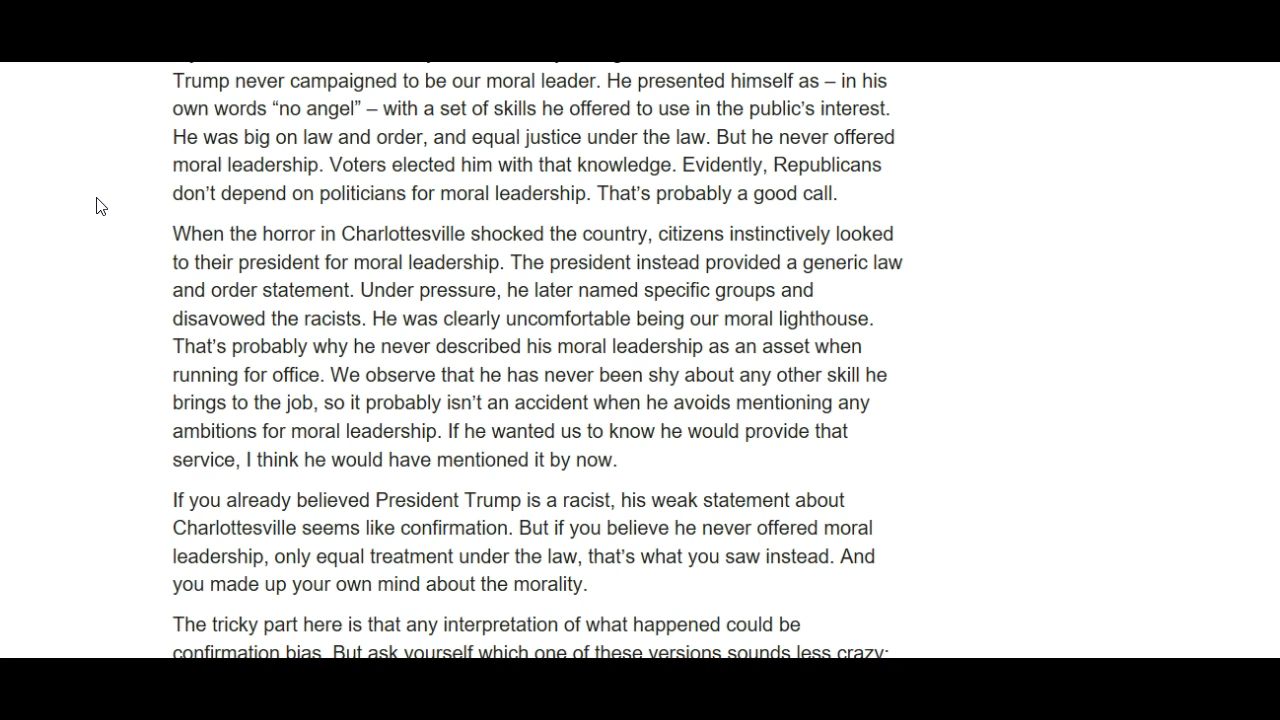 Trump never campaigned to be our moral leader. He presented himself as – in his
own words “no angel” – with a set of skills he offered to use in the public’s interest.
He was big on law and order, and equal justice under the law. But he never offered
moral leadership. Voters elected him with that knowledge. Evidently, Republicans
don’t depend on politicians for moral leadership. That’s probably a good call.
When the horror in Charlottesville shocked the country, citizens instinctively looked
to their president for moral leadership. The president instead provided a generic law
and order statement. Under pressure, he later named specific groups and
disavowed the racists. He was clearly uncomfortable being our moral lighthouse.
That’s probably why he never described his moral leadership as an asset when
running for office. We observe that he has never been shy about any other skill he
brings to the job, so it probably isn’t an accident when he avoids mentioning any
ambitions for moral leadership. If he wanted us to know he would provide that
service, I think he would have mentioned it by now.
If you already believed President Trump is a racist, his weak statement about
Charlottesville seems like confirmation. But if you believe he never offered moral
leadership, only equal treatment under the law, that’s what you saw instead. And
you made up your own mind about the morality.
The tricky part here is that any interpretation of what happened could be
confirmation bias. But ask yourself which one of these versions sounds less crazy: